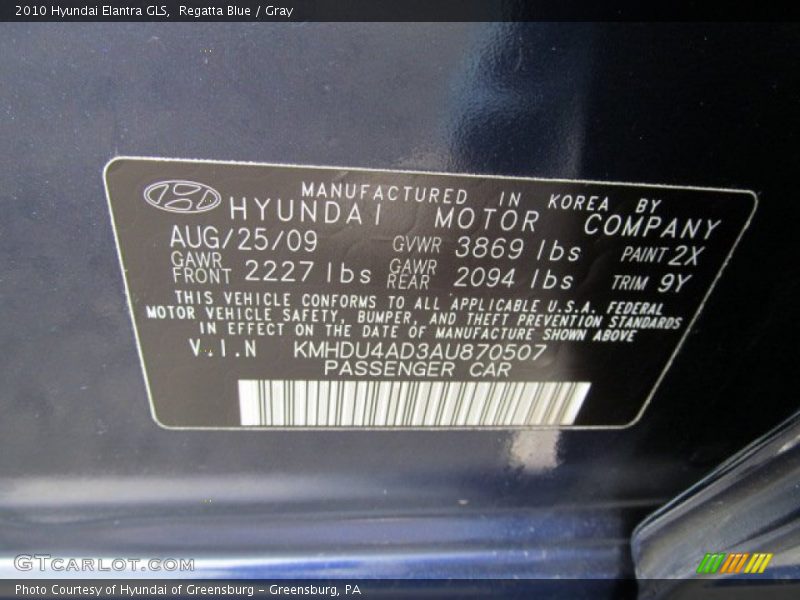 2010 Hyundai Elantra GLS,  Regatta Blue / Gray
MANUFACTURED IN KOREA BY
HYUNDAI MOTOR COMPANY
AUG/25/09 GVWR 3869 lbs PAINT 2X
GAWR FRONT 2227 lbs GAWR REAR 2094 lbs TRIM 9Y
THIS VEHICLE CONFORMS TO ALL APPLICABLE U.S.A. FEDERAL
MOTOR VEHICLE SAFETY, BUMPER, AND THEFT PREVENTION STANDARDS
IN EFFECT ON THE DATE OF MANUFACTURE SHOWN ABOVE
V.I.N KMHDU4AD3AU870507
PASSENGER CAR
GTcarlot.com
Photo Courtesy of Hyundai of Greensburg – Greensburg, PA